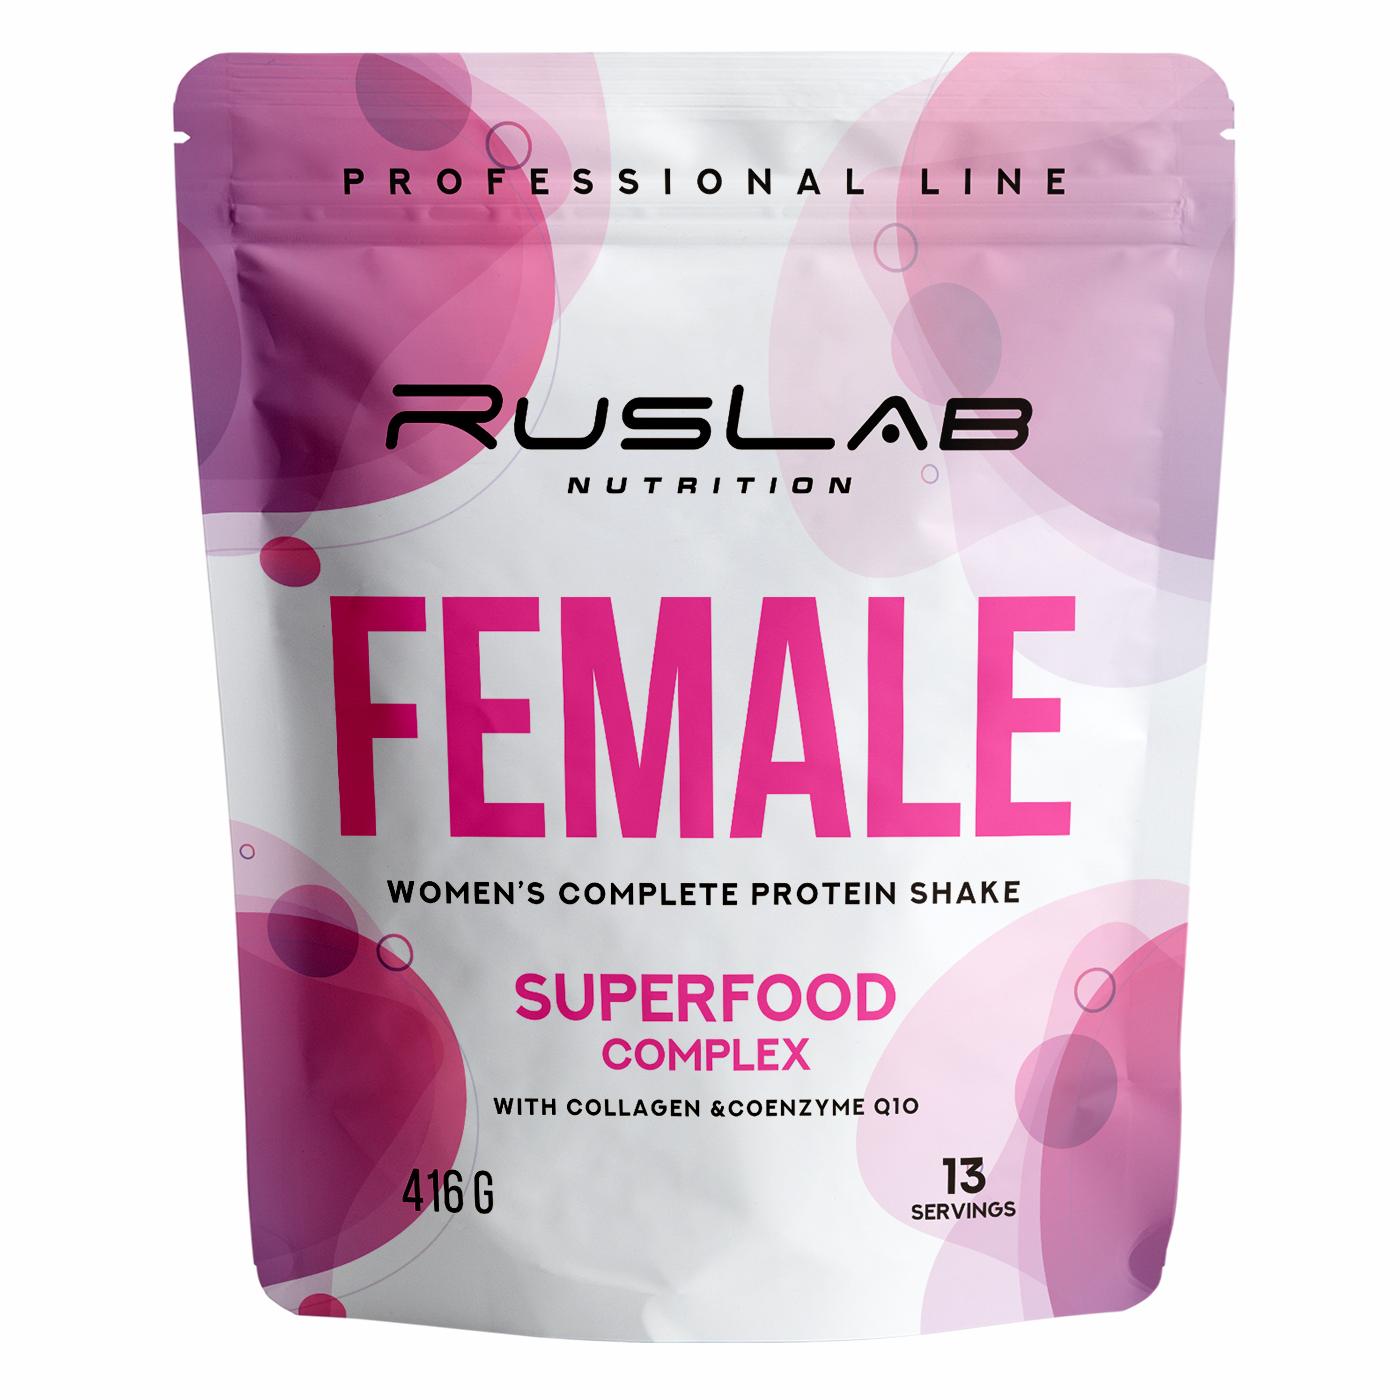 PROFESSIONAL LINE
RUSLAB
NUTRITION
FEMALE
WOMEN'S COMPLETE PROTEIN SHAKE
SUPERFOOD
COMPLEX
WITH COLLAGEN &COENZYME Q10
416 G
13
SERVINGS